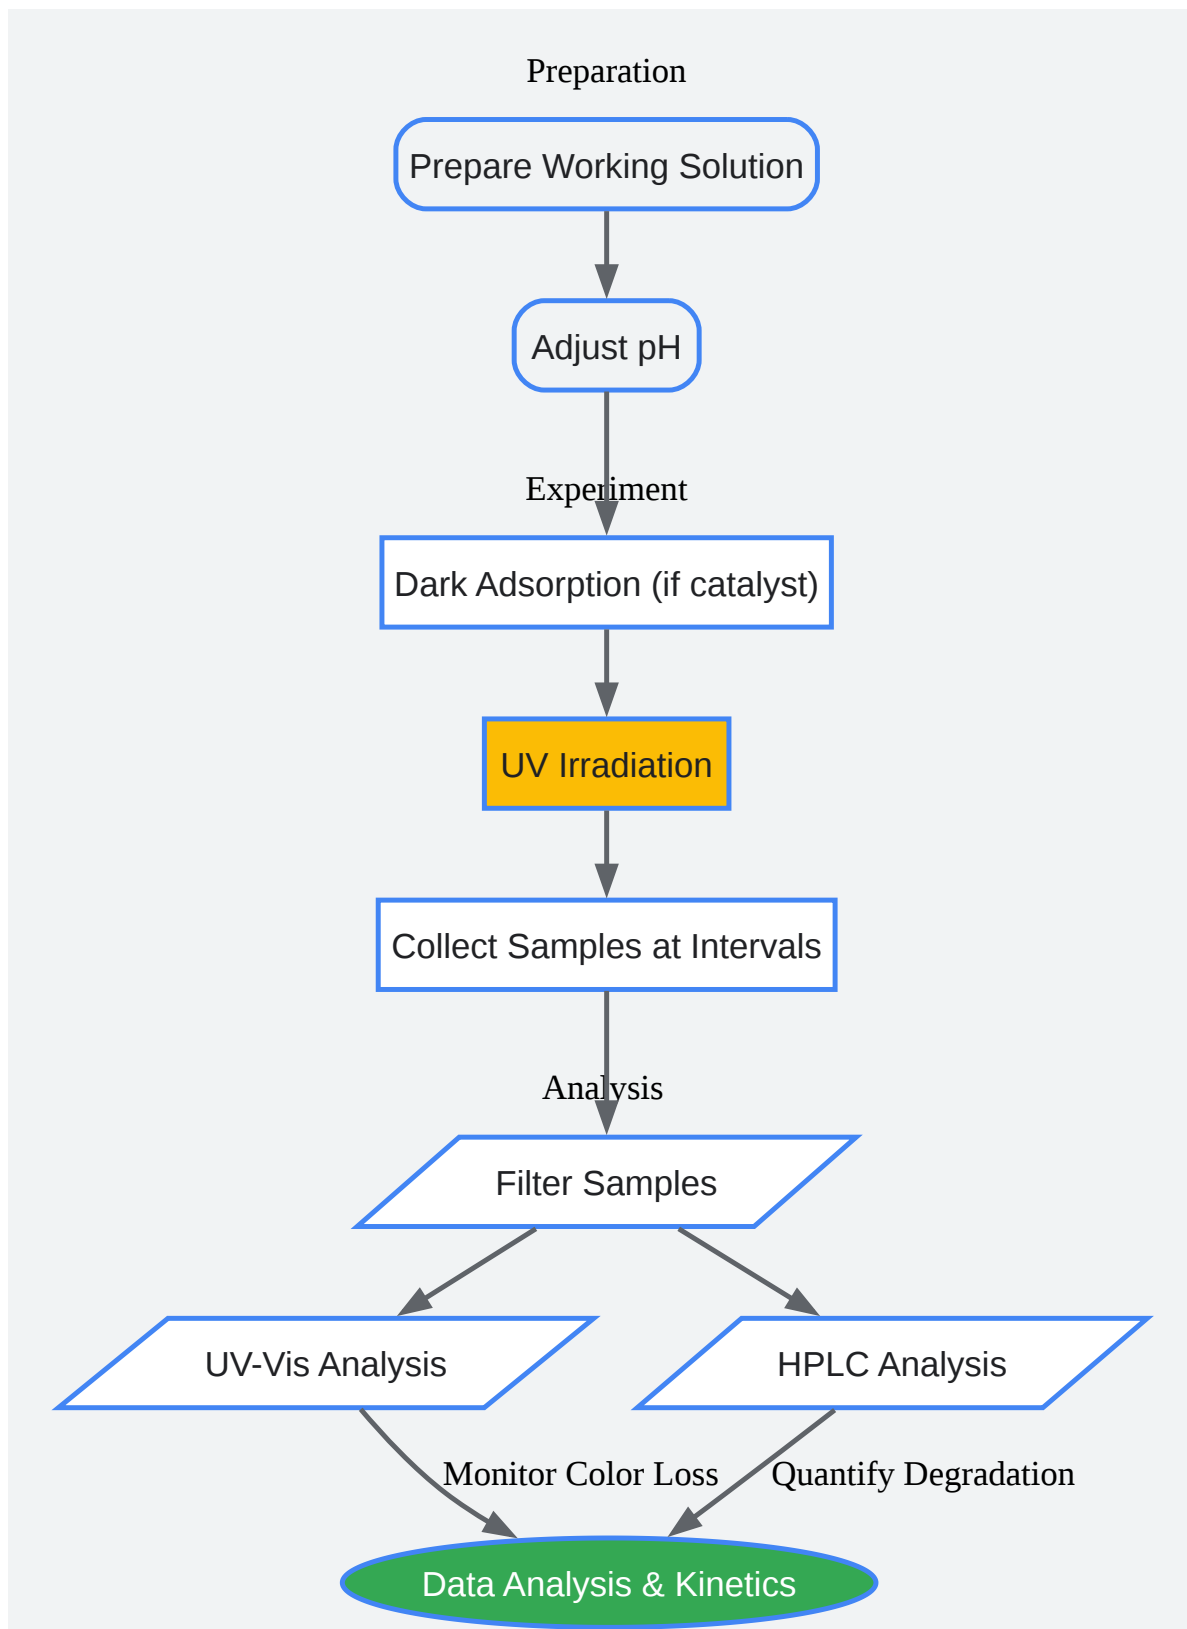 Preparation
Prepare Working Solution
Adjust pH
Experiment
Dark Adsorption (if catalyst)
UV Irradiation
Collect Samples at Intervals
Analysis
Filter Samples
UV-Vis Analysis
HPLC Analysis
Monitor Color Loss
Quantify Degradation
Data Analysis & Kinetics